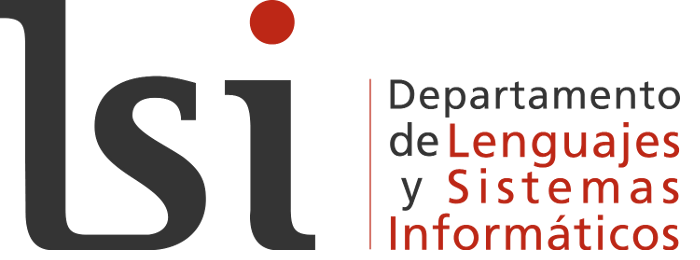 lsi
Departamento
de Lenguajes
y Sistemas
Informáticos